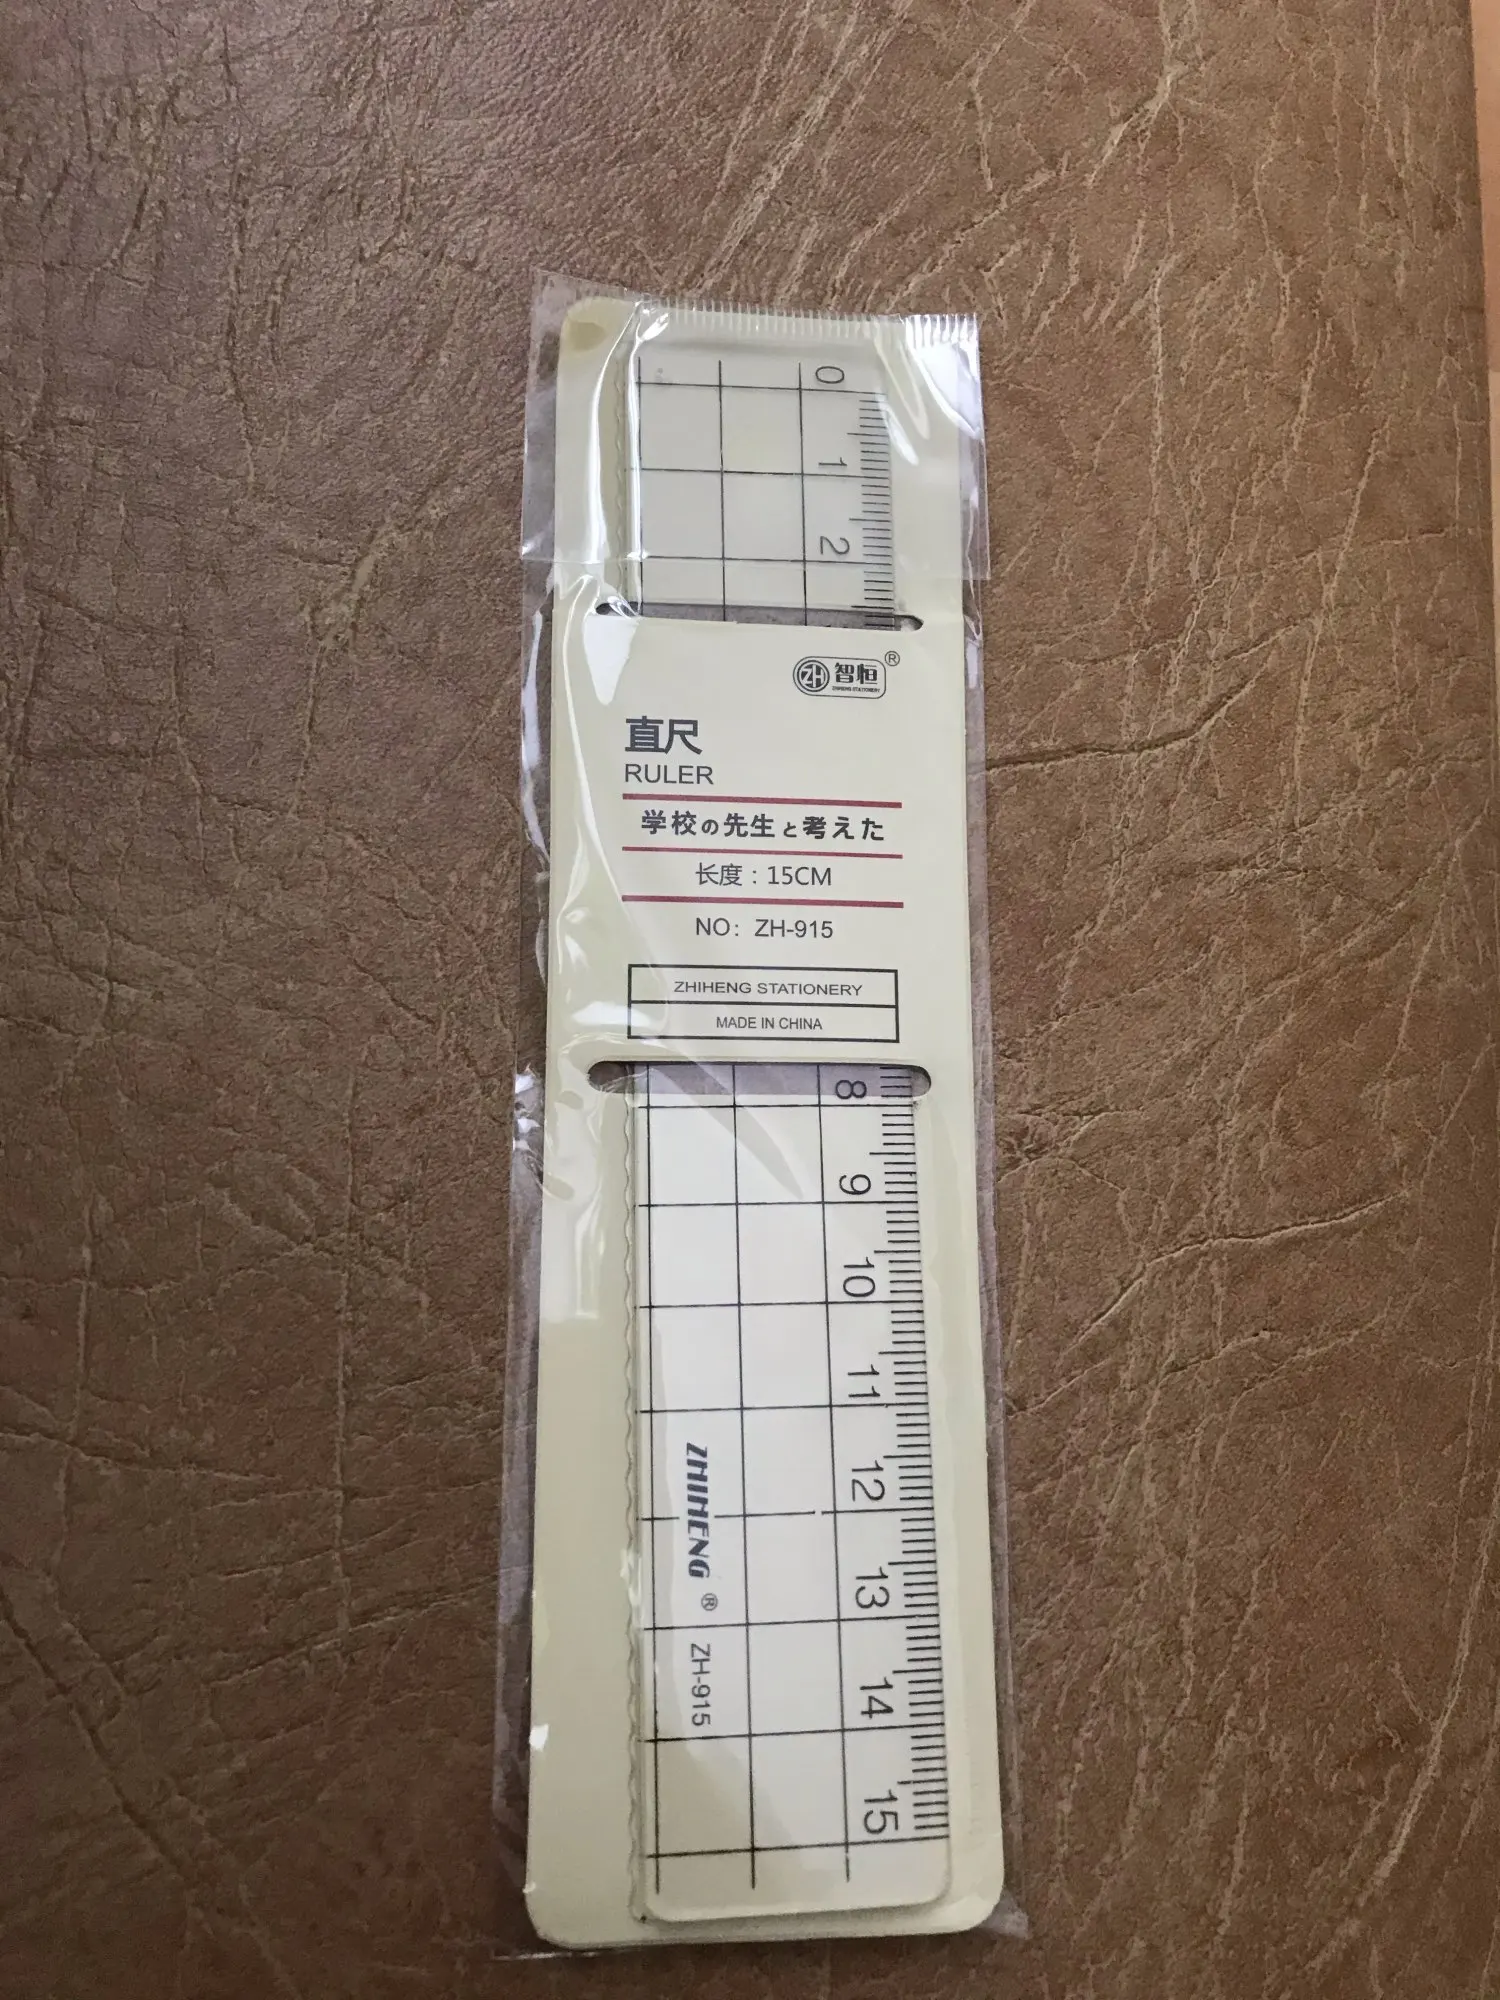 0
1
2
ZH 智恒 ®
ZHIHENG STATIONERY
直尺
RULER
学校の先生と考えた
长度：15CM
NO: ZH-915
ZHIHENG STATIONERY
MADE IN CHINA
8
9
10
11
12
13
14
15
ZHIHENG ® ZH-915